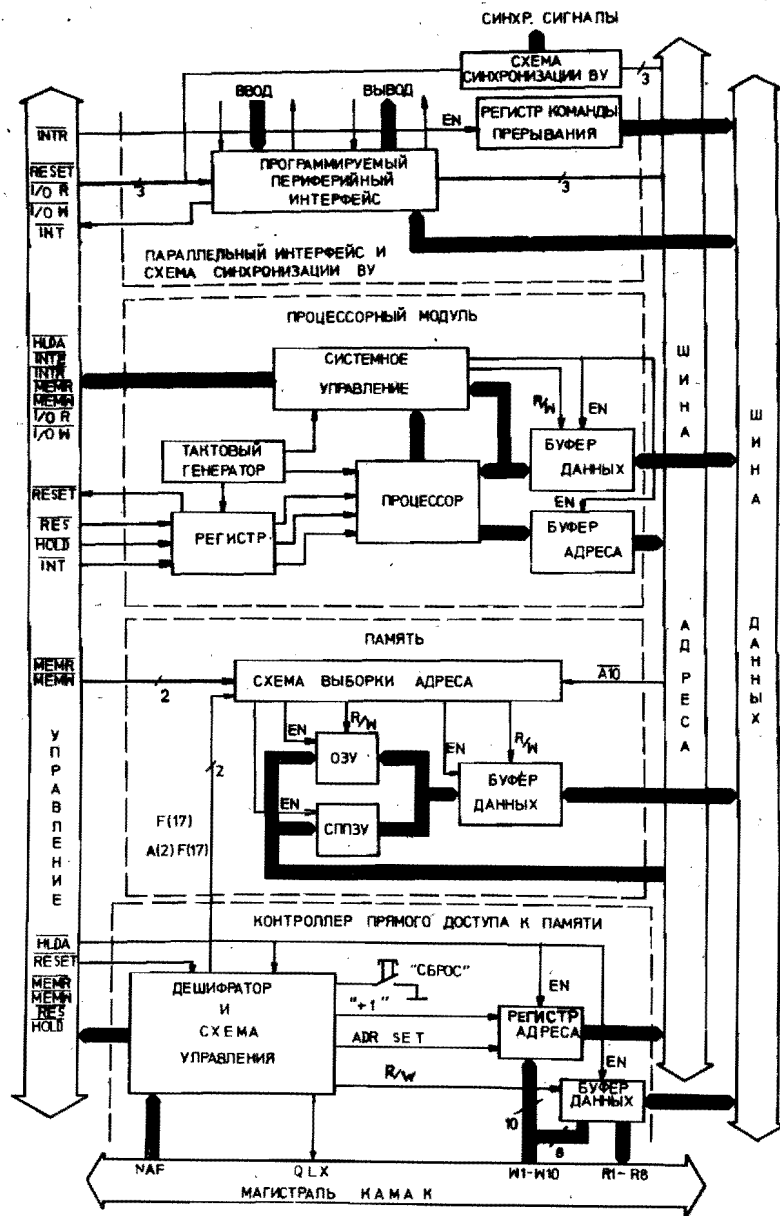 СИНХР. СИГНАЛЫ
СХЕМА
СИНХРОНИЗАЦИИ ВУ
3
ВВОД
ВЫВОД
EN
РЕГИСТР КОМАНДЫ
ПРЕРЫВАНИЯ
INTR
RESET
I/O R
I/O W
INT
3
ПРОГРАММИРУЕМЫЙ
ПЕРИФЕРИЙНЫЙ
ИНТЕРФЕЙС
3
ПАРАЛЛЕЛЬНЫЙ ИНТЕРФЕЙС И
СХЕМА СИНХРОНИЗАЦИИ ВУ
ПРОЦЕССОРНЫЙ МОДУЛЬ
HLDA
INTR
INTR
MEMR
MEMW
I/O R
I/O W
СИСТЕМНОЕ
УПРАВЛЕНИЕ
R/W
EN
БУФЕР
ДАННЫХ
ТАКТОВЫЙ
ГЕНЕРАТОР
ПРОЦЕССОР
EN
БУФЕР
АДРЕСА
RESET
RES
HOLD
INT
РЕГИСТР
ШИНА АДРЕСА
ШИНА ДАННЫХ
ПАМЯТЬ
MEMR
MEMW
2
СХЕМА ВЫБОРКИ АДРЕСА
A10
EN
R/W
EN
R/W
2
ОЗУ
БУФЕР
ДАННЫХ
EN
СППЗУ
F(17)
A(2)F(17)
УПРАВЛЕНИЕ
КОНТРОЛЛЕР ПРЯМОГО ДОСТУПА К ПАМЯТИ
HLDA
RESET
MEMR
MEMW
RES
HOLD
ДЕШИФРАТОР
И
СХЕМА
УПРАВЛЕНИЯ
"СБРОС"
"+1"
ADR SET
R/W
EN
РЕГИСТР
АДРЕСА
EN
БУФЕР
ДАННЫХ
10
8
NAF
QLX
W1-W10
R1-R8
МАГИСТРАЛЬ КАМАК